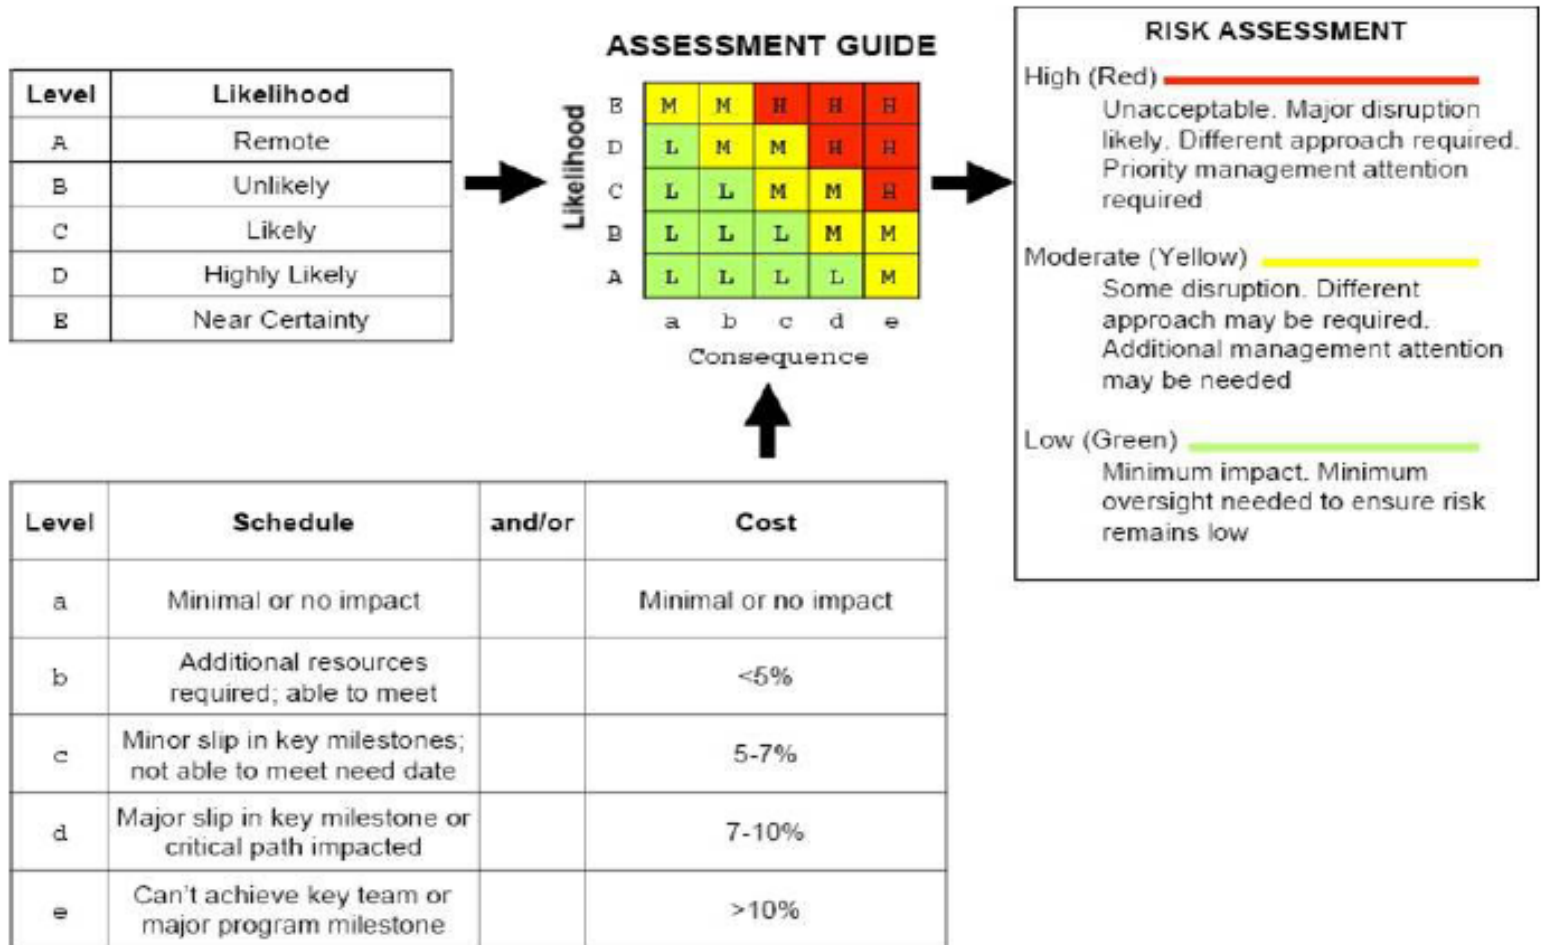 ASSESSMENT GUIDE
Level Likelihood
A Remote
B Unlikely
C Likely
D Highly Likely
E Near Certainty
Likelihood
E M M H H H
D L M M H H
C L L M M H
B L L L M M
A L L L L M
a b c d e
Consequence
RISK ASSESSMENT
High (Red)
Unacceptable. Major disruption
likely. Different approach required.
Priority management attention
required
Moderate (Yellow)
Some disruption. Different
approach may be required.
Additional management attention
may be needed
Low (Green)
Minimum impact. Minimum
oversight needed to ensure risk
remains low
Level Schedule and/or Cost
a Minimal or no impact Minimal or no impact
b Additional resources
required; able to meet <5%
c Minor slip in key milestones;
not able to meet need date 5-7%
d Major slip in key milestone or
critical path impacted 7-10%
e Can't achieve key team or
major program milestone >10%